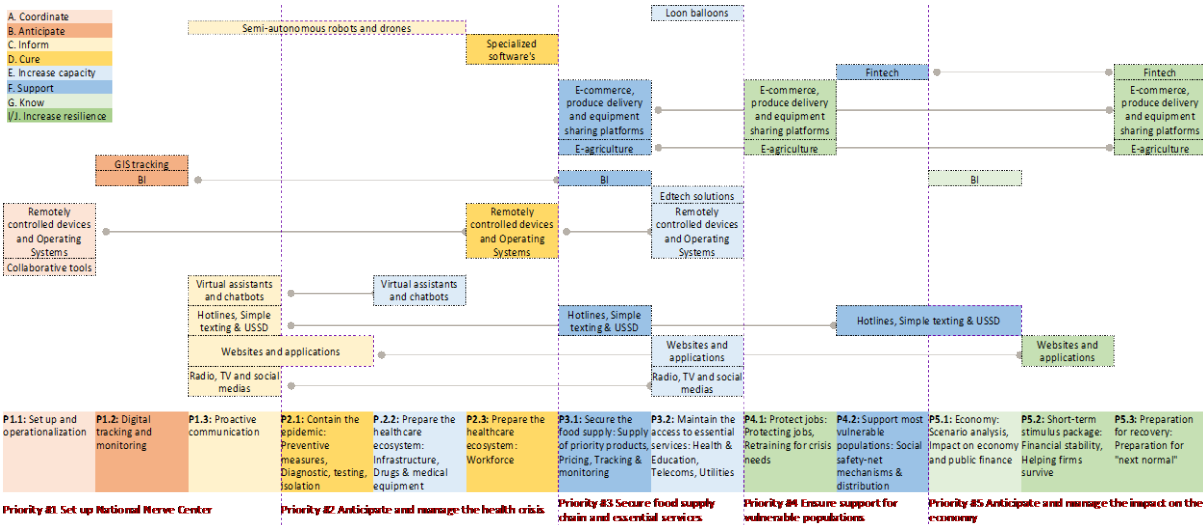 A. Coordinate
B. Anticipate
C. Inform
D. Cure
E. Increase capacity
F. Support
G. Know
I/J. Increase resilience
Loon balloons
Semi-autonomous robots and drones
Specialized
software's
Fintech
Fintech
E-commerce,
produce delivery
and equipment
sharing platforms
E-agriculture
E-commerce,
produce delivery
and equipment
sharing platforms
E-agriculture
E-commerce,
produce delivery
and equipment
sharing platforms
E-agriculture
GIS tracking
BI
BI
BI
Edtech solutions
Remotely
controlled devices
and Operating
Systems
Collaborative tools
Remotely
controlled devices
and Operating
Systems
Remotely
controlled devices
and Operating
Systems
Virtual assistants
and chatbots
Virtual assistants
and chatbots
Hotlines, Simple
texting & USSD
Hotlines, Simple
texting & USSD
Hotlines, Simple texting & USSD
Websites and applications
Websites and
applications
Websites and
applications
Radio, TV and social
medias
Radio, TV and social
medias
P1.1: Set up and
operationalization
P1.2: Digital
tracking and
monitoring
P1.3: Proactive
communication
P2.1: Contain the
epidemic:
Preventive
measures,
Diagnostic, testing,
isolation
P.2.2: Prepare the
healthcare
ecosystem:
Infrastructure,
Drugs & medical
equipment
P2.3: Prepare the
healthcare
ecosystem:
Workforce
P3.1: Secure the
food supply: Supply
of priority products,
Pricing, Tracking &
monitoring
P3.2: Maintain the
access to essential
services: Health &
Education,
Telecoms, Utilities
P4.1: Protect jobs:
Protecting jobs,
Retraining for crisis
needs
P4.2: Support most
vulnerable
populations: Social
safety-net
mechanisms &
distribution
P5.1: Economy:
Scenario analysis,
Impact on economy
and public finance
P5.2: Short-term
stimulus package:
Financial stability,
Helping firms
survive
P5.3: Preparation
for recovery:
Preparation for
"next normal"
Priority #1 Set up National Nerve Center
Priority #2 Anticipate and manage the health crisis
Priority #3 Secure food supply
chain and essential services
Priority #4 Ensure support for
vulnerable populations
Priority #5 Anticipate and manage the impact on the
economy